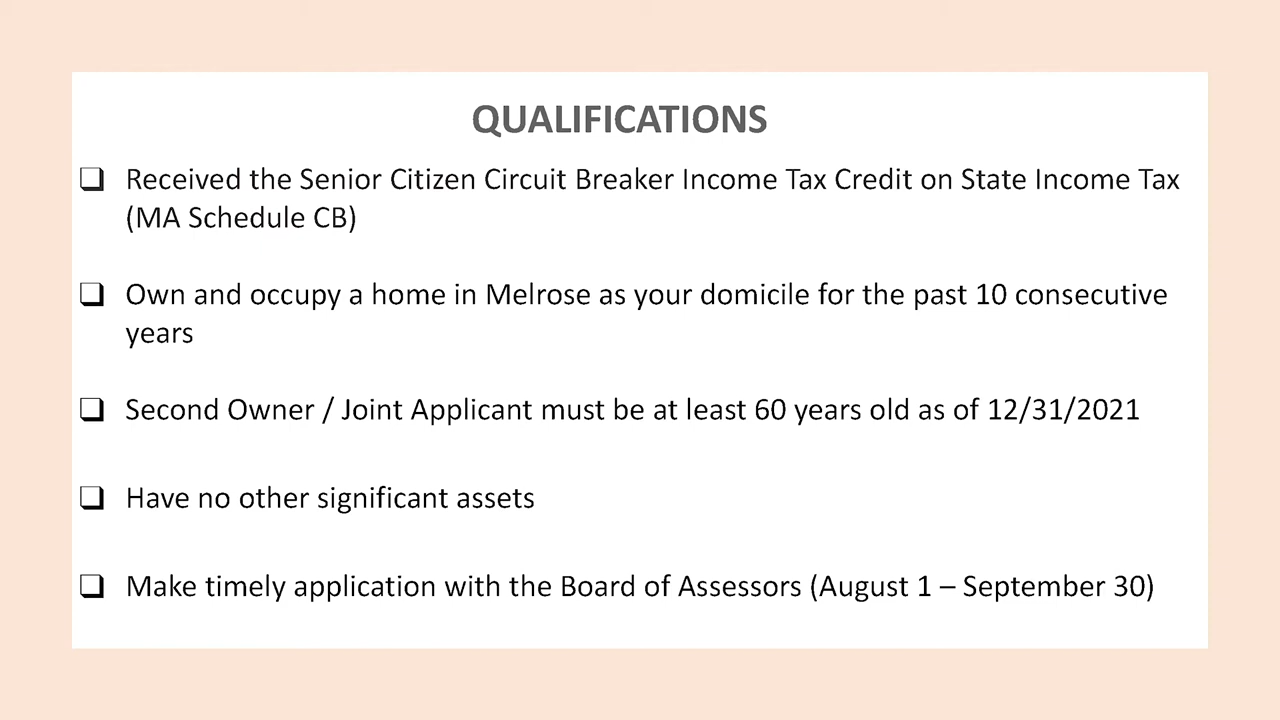 QUALIFICATIONS
❑ Received the Senior Citizen Circuit Breaker Income Tax Credit on State Income Tax
(MA Schedule CB)
❑ Own and occupy a home in Melrose as your domicile for the past 10 consecutive
years
❑ Second Owner / Joint Applicant must be at least 60 years old as of 12/31/2021
❑ Have no other significant assets
❑ Make timely application with the Board of Assessors (August 1 – September 30)